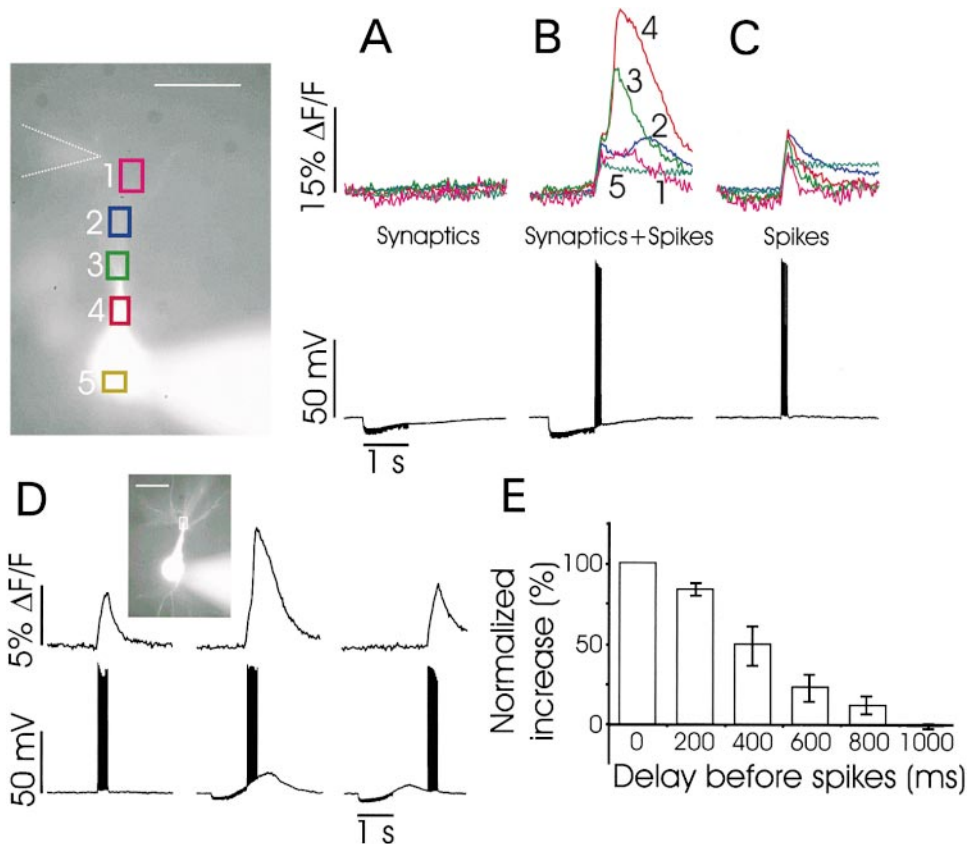 A
B
C
15% ΔF/F
4
3
2
5
1
Synaptics
Synaptics+Spikes
Spikes
1
2
3
4
5
50 mV
1 s
D
5% ΔF/F
50 mV
1 s
E
Normalized
increase (%)
100
50
0
0 200 400 600 800 1000
Delay before spikes (ms)